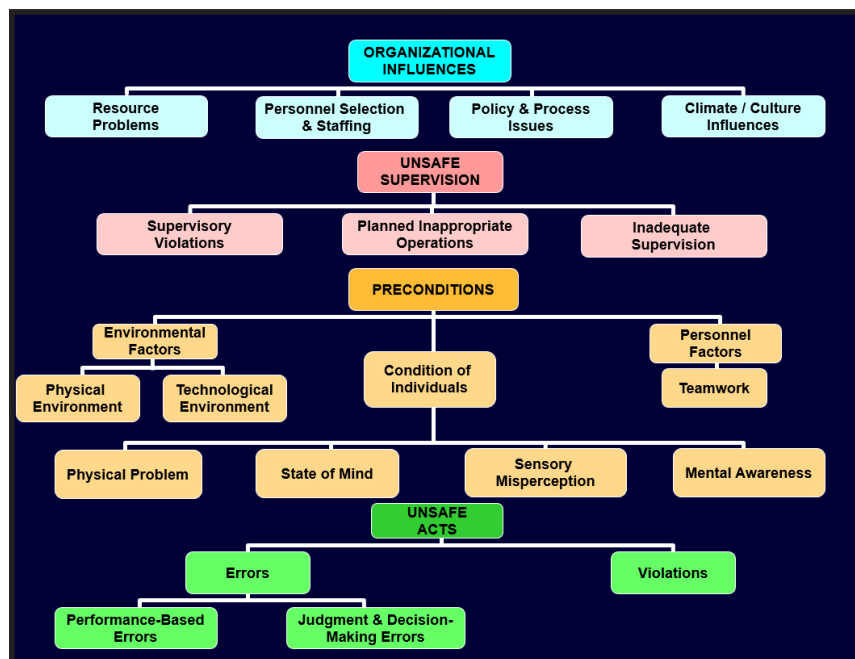 ORGANIZATIONAL
INFLUENCES
Resource
Problems
Personnel Selection
& Staffing
Policy & Process
Issues
Climate / Culture
Influences
UNSAFE
SUPERVISION
Supervisory
Violations
Planned Inappropriate
Operations
Inadequate
Supervision
PRECONDITIONS
Environmental
Factors
Condition of
Individuals
Personnel
Factors
Physical
Environment
Technological
Environment
Teamwork
Physical Problem
State of Mind
Sensory
Misperception
Mental Awareness
UNSAFE
ACTS
Errors
Violations
Performance-Based
Errors
Judgment & Decision-
Making Errors